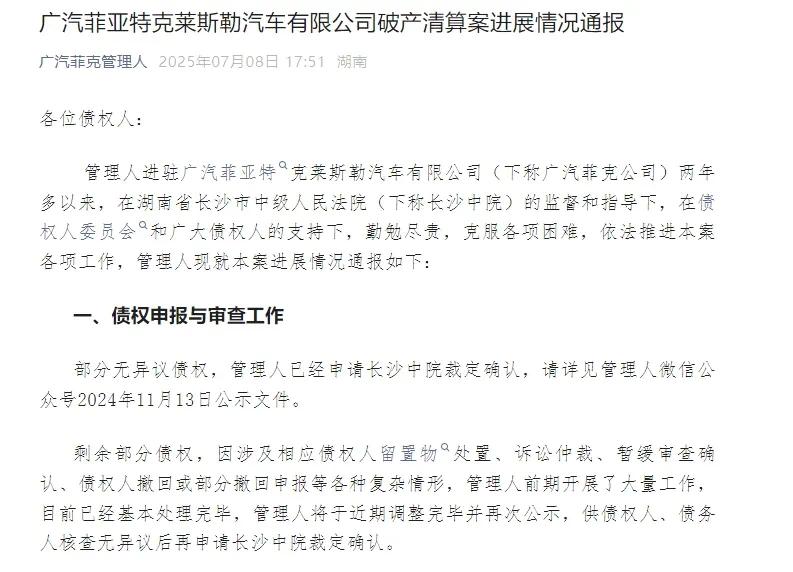 广汽菲亚特克莱斯勒汽车有限公司破产清算案进展情况通报
广汽菲克管理人 2025年07月08日 17:51 湖南
各位债权人：
管理人进驻广汽菲亚特克莱斯勒汽车有限公司（下称广汽菲克公司）两年
多以来，在湖南省长沙市中级人民法院（下称长沙中院）的监督和指导下，在债
权人委员会和广大债权人的支持下，勤勉尽责，克服各项困难，依法推进本案
各项工作，管理人现就本案进展情况通报如下：
一、债权申报与审查工作
部分无异议债权，管理人已经申请长沙中院裁定确认，请详见管理人微信公
众号2024年11月13日公示文件。
剩余部分债权，因涉及相应债权人留置物处置、诉讼仲裁、暂缓审查确
认、债权人撤回或部分撤回申报等各种复杂情形，管理人前期开展了大量工作，
目前已经基本处理完毕，管理人将于近期调整完毕并再次公示，供债权人、债务
人核查无异议后再申请长沙中院裁定确认。